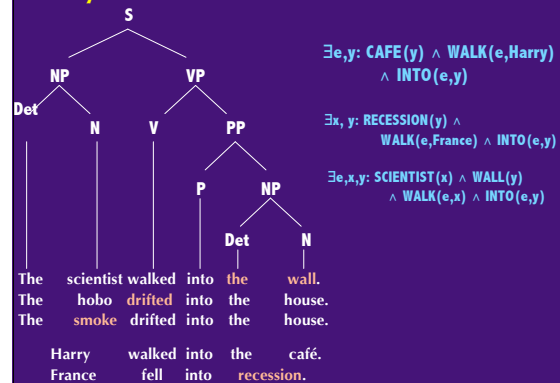 S
NP VP
Det N V PP
P NP
Det N
The scientist walked into the wall.
The hobo drifted into the house.
The smoke drifted into the house.
Harry walked into the café.
France fell into recession.
∃e,y: CAFE(y) ∧ WALK(e,Harry)
∧ INTO(e,y)
∃x, y: RECESSION(y) ∧
WALK(e,France) ∧ INTO(e,y)
∃e,x,y: SCIENTIST(x) ∧ WALL(y)
∧ WALK(e,x) ∧ INTO(e,y)